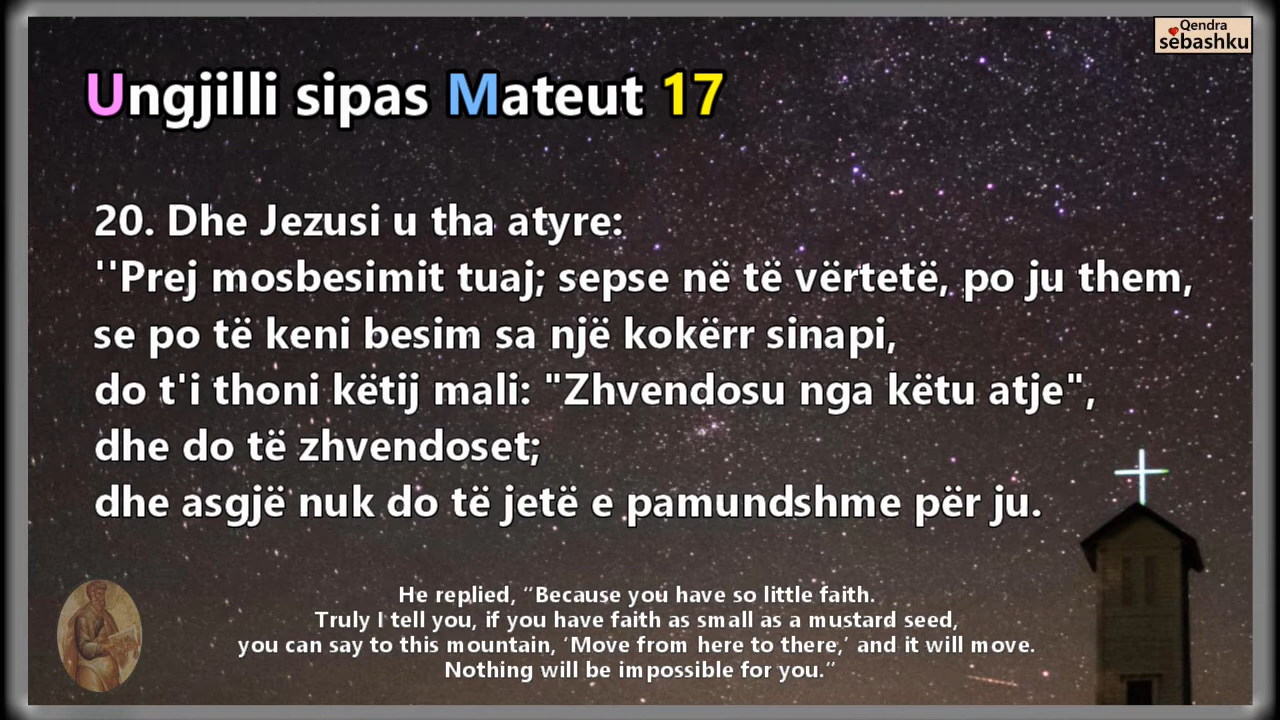 Qendra
sebashku
Ungjilli sipas Mateut 17
20. Dhe Jezusi u tha atyre:
''Prej mosbesimit tuaj; sepse në të vërtetë, po ju them,
se po të keni besim sa një kokërr sinapi,
do t'i thoni këtij mali: "Zhvendosu nga këtu atje",
dhe do të zhvendoset;
dhe asgjë nuk do të jetë e pamundshme për ju.
He replied, “Because you have so little faith.
Truly I tell you, if you have faith as small as a mustard seed,
you can say to this mountain, ‘Move from here to there,’ and it will move.
Nothing will be impossible for you.”